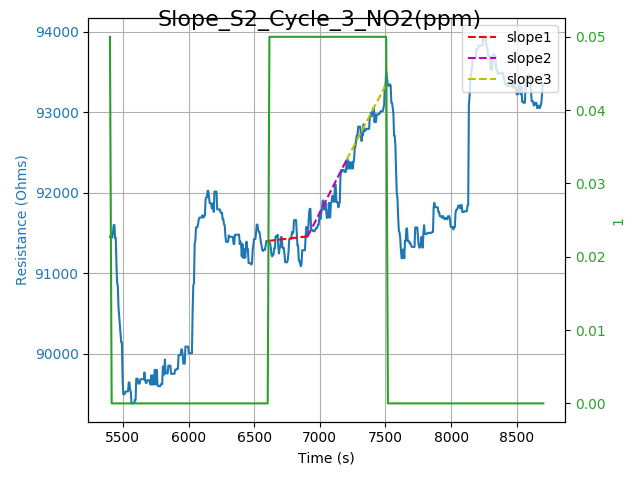 Slope_S2_Cycle_3_NO2(ppm)
slope1
slope2
slope3
94000
93000
92000
91000
90000
Resistance (Ohms)
0.05
0.04
0.03
0.02
0.01
0.00
1
5500 6000 6500 7000 7500 8000 8500
Time (s)